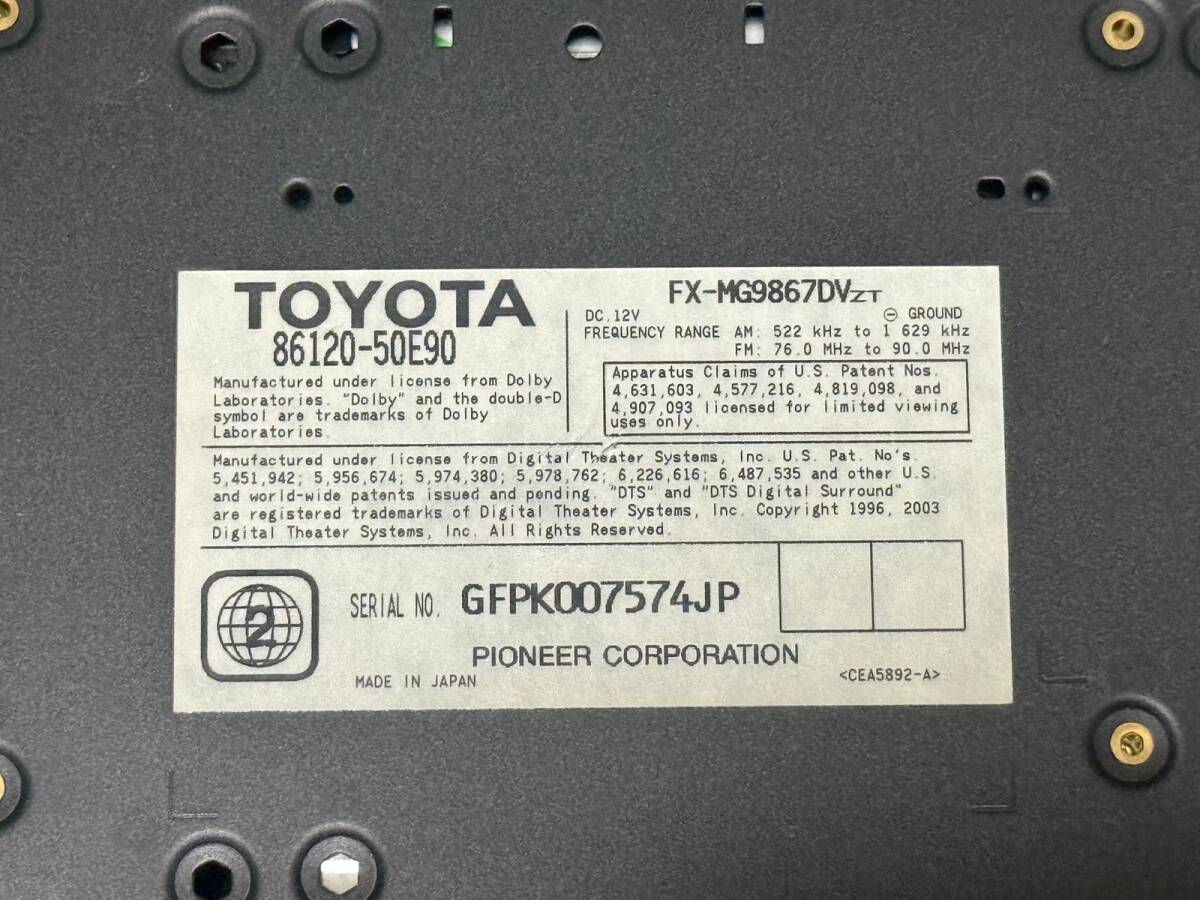 TOYOTA
86120-50E90
Manufactured under license from Dolby
Laboratories. "Dolby" and the double-D
symbol are trademarks of Dolby
Laboratories.
FX-MG9867DVZT
DC.12V ⊖ GROUND
FREQUENCY RANGE AM: 522 kHz to 1 629 kHz
FM: 76.0 MHz to 90.0 MHz
Apparatus Claims of U.S. Patent Nos.
4,631,603, 4,577,216, 4,819,098, and
4,907,093 licensed for limited viewing
uses only.
Manufactured under license from Digital Theater Systems, Inc. U.S. Pat. No's.
5,451,942; 5,956,674; 5,974,380; 5,978,762; 6,226,616; 6,487,535 and other U.S.
and world-wide patents issued and pending. "DTS" and "DTS Digital Surround"
are registered trademarks of Digital Theater Systems, Inc. Copyright 1996, 2003
Digital Theater Systems, Inc. All Rights Reserved.
2
SERIAL NO. GFPK007574JP
PIONEER CORPORATION
MADE IN JAPAN
<CEA5892-A>